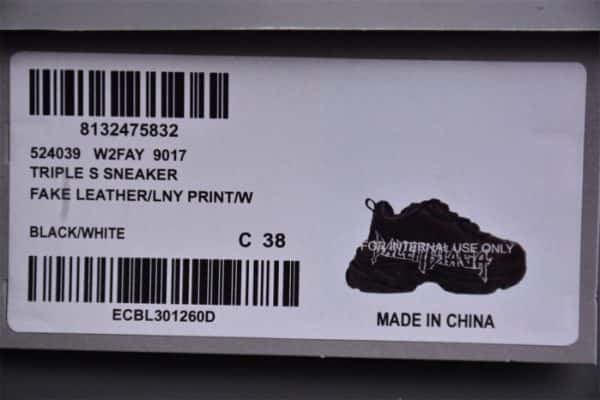 8132475832
524039 W2FAY 9017
TRIPLE S SNEAKER
FAKE LEATHER/LNY PRINT/W
BLACK/WHITE
C 38
FOR INTERNAL USE ONLY
BALENCIAGA
ECBL301260D
MADE IN CHINA